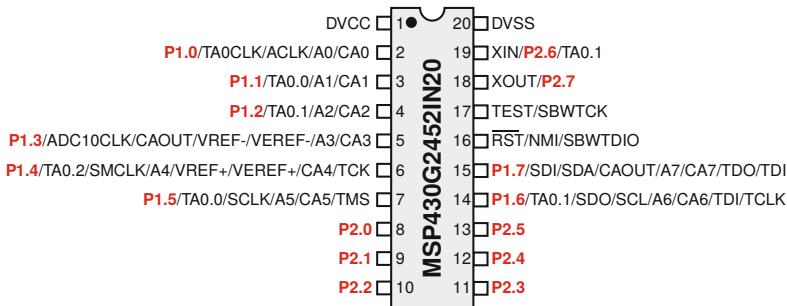 DVCC 1 20 DVSS
P1.0/TA0CLK/ACLK/A0/CA0 2 19 XIN/P2.6/TA0.1
P1.1/TA0.0/A1/CA1 3 18 XOUT/P2.7
P1.2/TA0.1/A2/CA2 4 17 TEST/SBWTCK
P1.3/ADC10CLK/CAOUT/VREF-/VEREF-/A3/CA3 5 16 RST/NMI/SBWTDIO
P1.4/TA0.2/SMCLK/A4/VREF+/VEREF+/CA4/TCK 6 15 P1.7/SDI/SDA/CAOUT/A7/CA7/TDO/TDI
P1.5/TA0.0/SCLK/A5/CA5/TMS 7 14 P1.6/TA0.1/SDO/SCL/A6/CA6/TDI/TCLK
P2.0 8 13 P2.5
P2.1 9 12 P2.4
P2.2 10 11 P2.3
MSP430G2452IN20